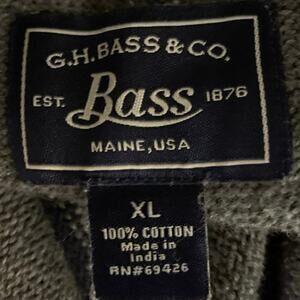 G.H. BASS & CO.
EST. Bass 1876
MAINE, USA
XL
100% COTTON
Made in
India
RN#69426